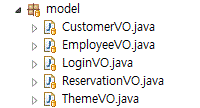 model
CustomerVO.java
EmployeeVO.java
LoginVO.java
ReservationVO.java
ThemeVO.java